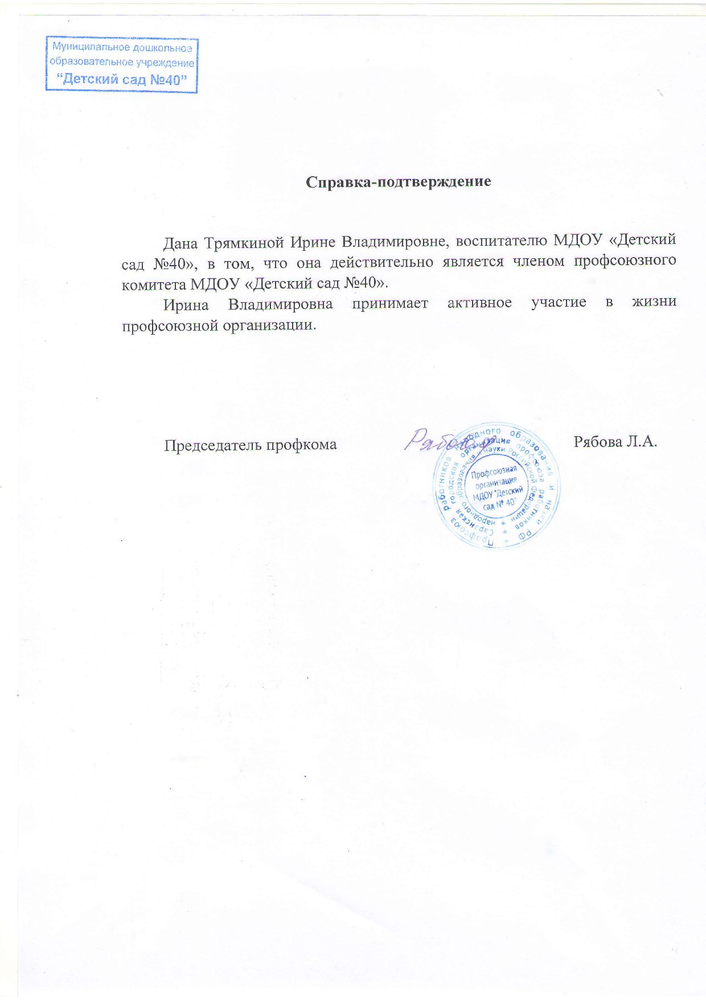 Муниципальное дошкольное
образовательное учреждение
“Детский сад №40”
Справка-подтверждение
Дана Трямкиной Ирине Владимировне, воспитателю МДОУ «Детский
сад №40», в том, что она действительно является членом профсоюзного
комитета МДОУ «Детский сад №40».
Ирина Владимировна принимает активное участие в жизни
профсоюзной организации.
Председатель профкома
Рябова
Рябова Л.А.
Профсоюз работников народного образования и науки РФ *
Саранская городская организация профсоюза работников *
народного образования и науки Российской Федерации *
Профсоюзная
организация
МДОУ "Детский
сад № 40"